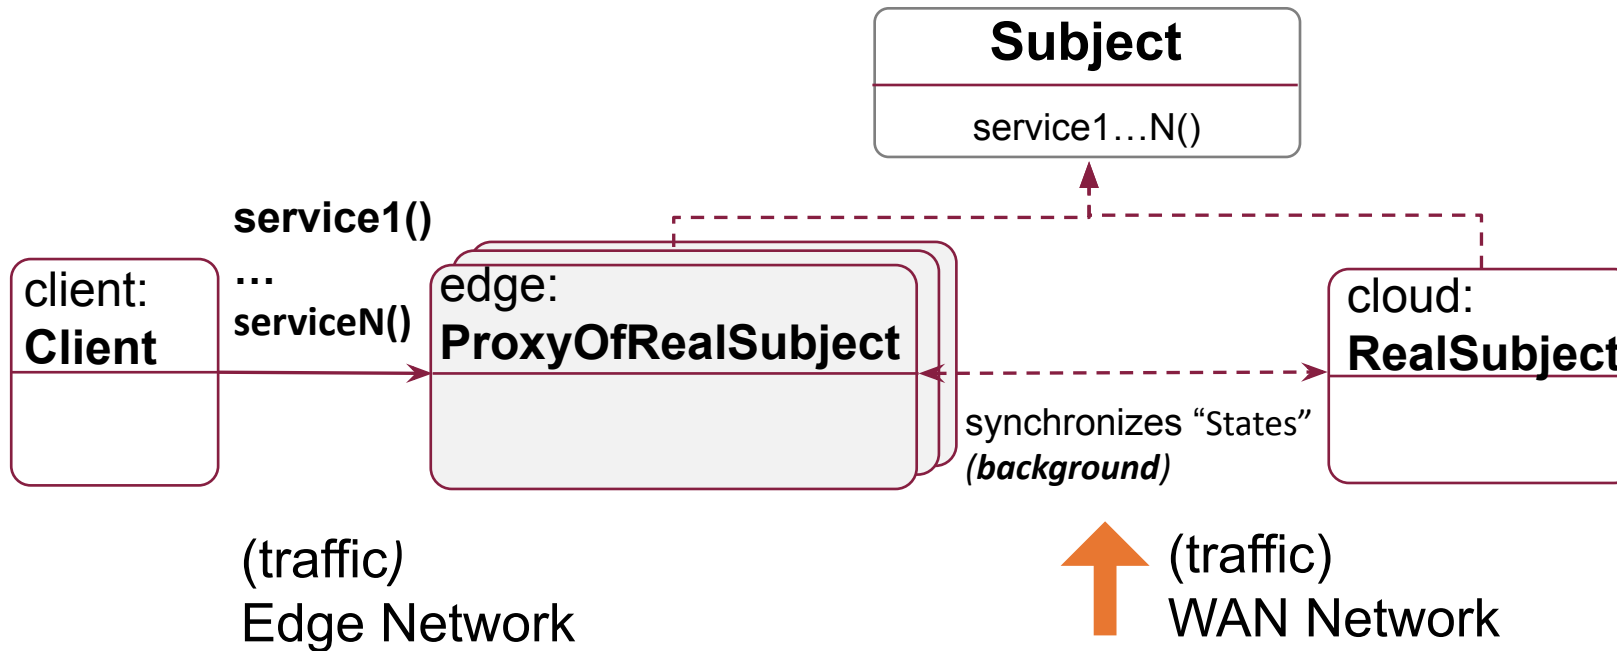 Subject
service1…N()
service1()
…
serviceN()
client:
Client
edge:
ProxyOfRealSubject
cloud:
RealSubject
synchronizes “States”
(background)
(traffic)
Edge Network
(traffic)
WAN Network